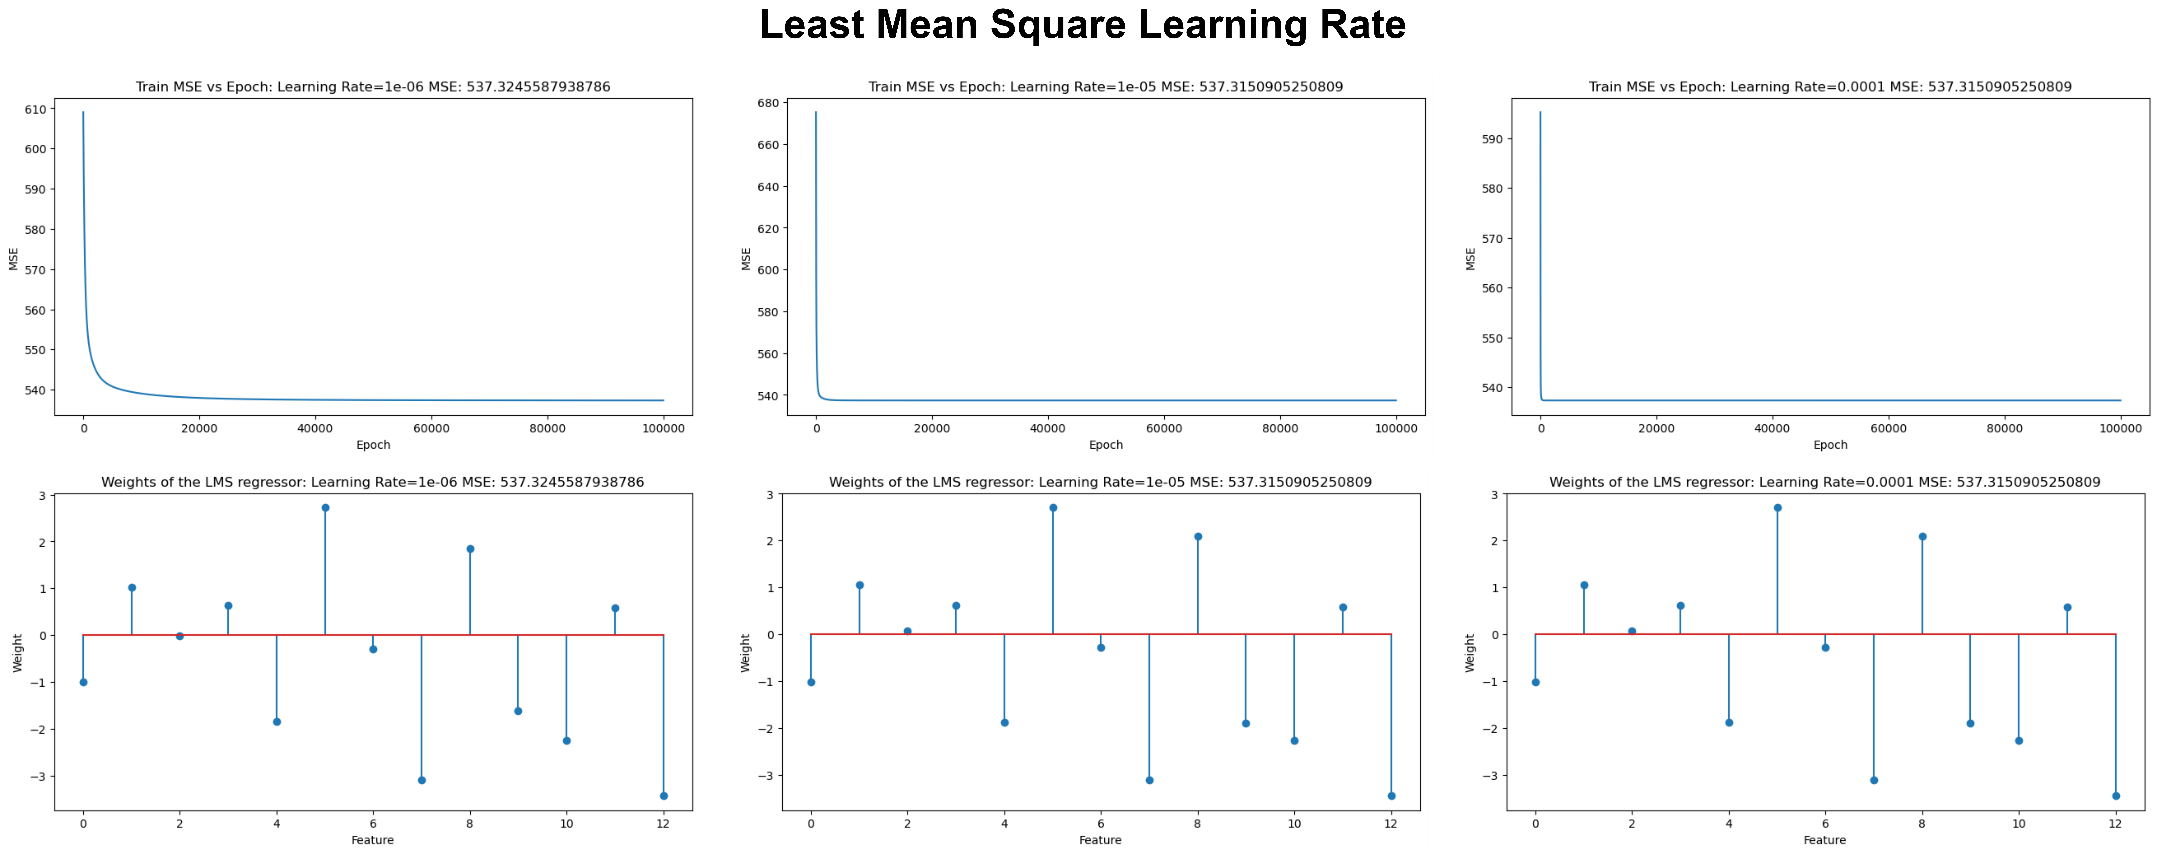 Least Mean Square Learning Rate
Train MSE vs Epoch: Learning Rate=1e-06 MSE: 537.3245587938786
610
600
590
580
570
560
550
540
MSE
0 20000 40000 60000 80000 100000
Epoch
Train MSE vs Epoch: Learning Rate=1e-05 MSE: 537.3150905250809
680
660
640
620
600
580
560
540
MSE
0 20000 40000 60000 80000 100000
Epoch
Train MSE vs Epoch: Learning Rate=0.0001 MSE: 537.3150905250809
590
580
570
560
550
540
MSE
0 20000 40000 60000 80000 100000
Epoch
Weights of the LMS regressor: Learning Rate=1e-06 MSE: 537.3245587938786
3
2
1
0
−1
−2
−3
Weight
0 2 4 6 8 10 12
Feature
Weights of the LMS regressor: Learning Rate=1e-05 MSE: 537.3150905250809
3
2
1
0
−1
−2
−3
Weight
0 2 4 6 8 10 12
Feature
Weights of the LMS regressor: Learning Rate=0.0001 MSE: 537.3150905250809
3
2
1
0
−1
−2
−3
Weight
0 2 4 6 8 10 12
Feature